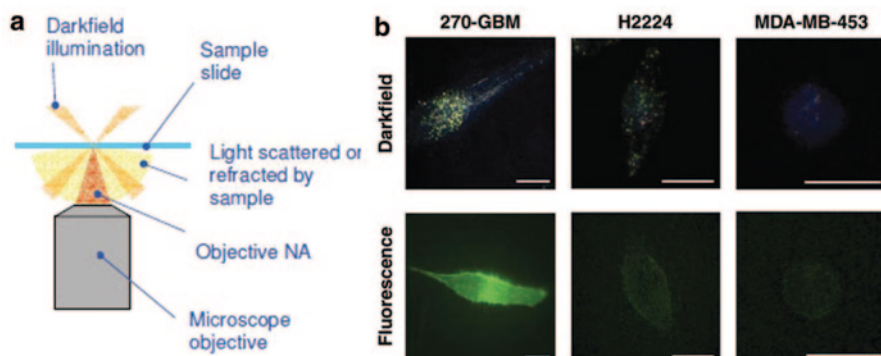 a
Darkfield
illumination
Sample
slide
Light scattered or
refracted by
sample
Objective NA
Microscope
objective
b
270-GBM
H2224
MDA-MB-453
Darkfield
Fluorescence